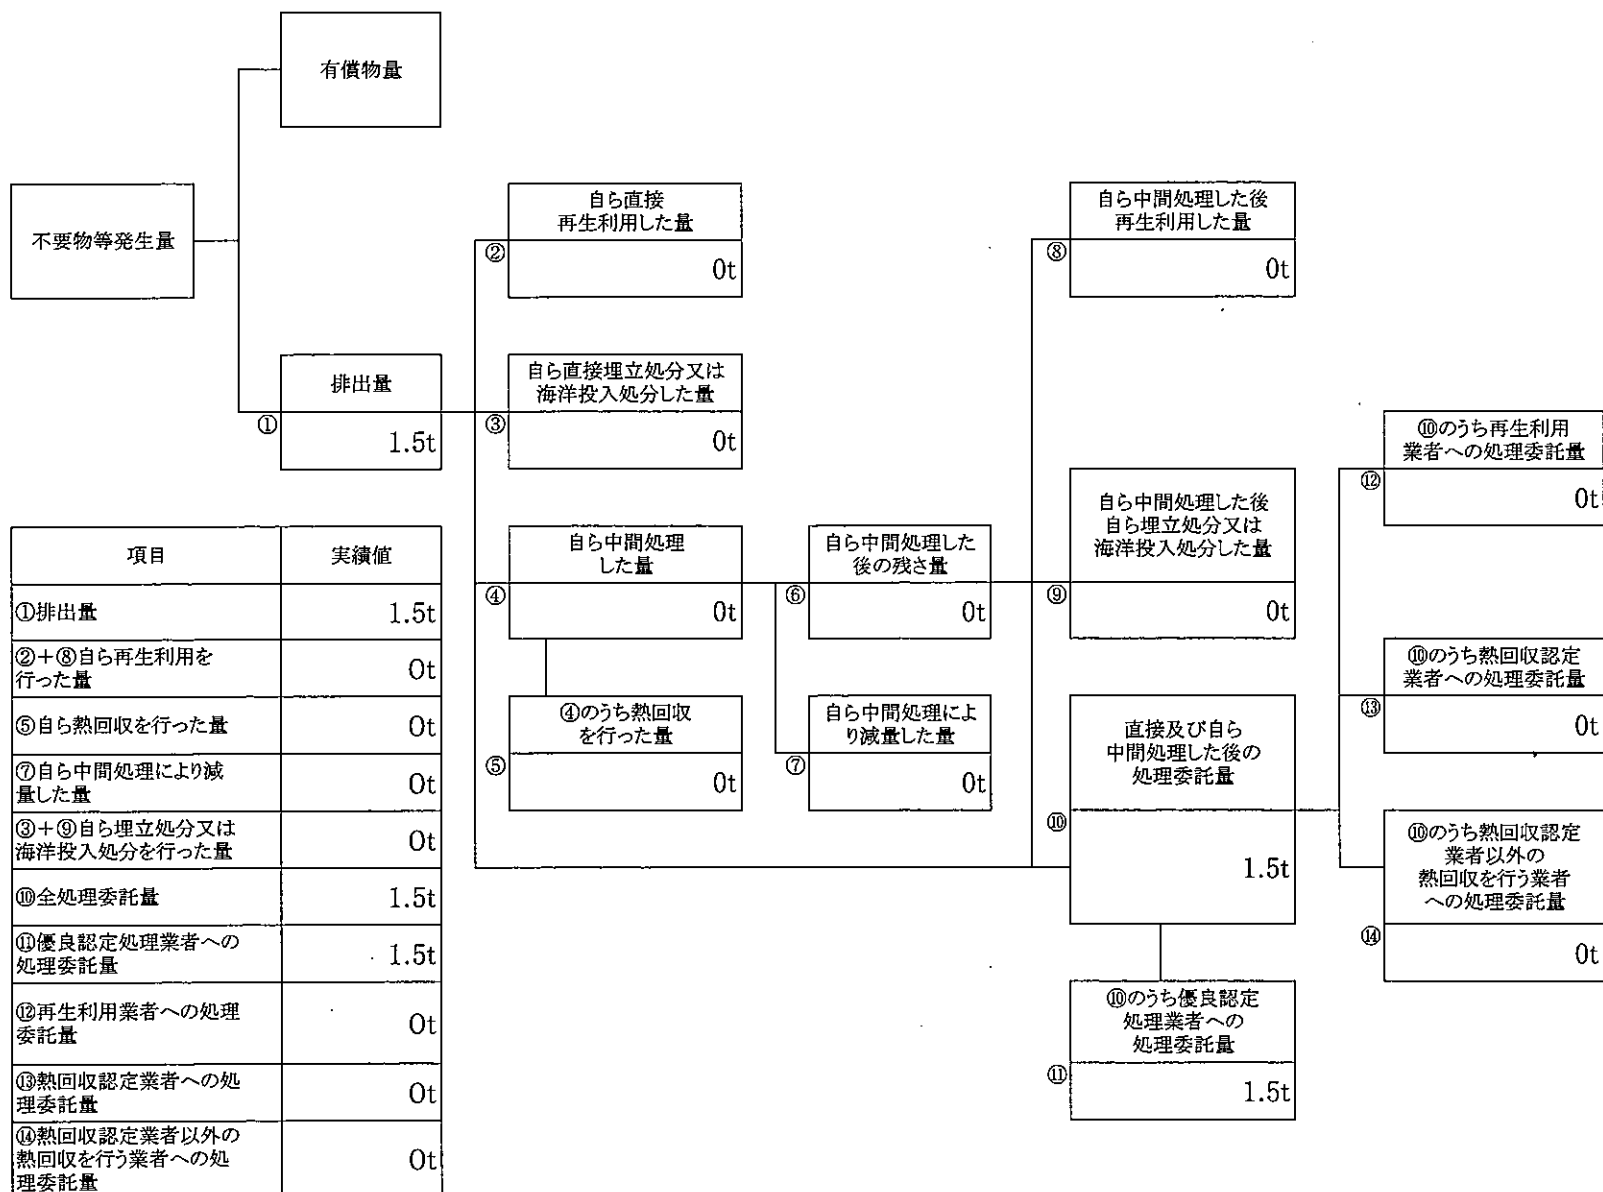 有償物量
不要物等発生量
自ら直接
再生利用した量
②
0t
自ら中間処理した後
再生利用した量
⑧
0t
排出量
①
1.5t
自ら直接埋立処分又は
海洋投入処分した量
③
0t
⑩のうち再生利用
業者への処理委託量
⑫
0t
自ら中間処理した後
自ら埋立処分又は
海洋投入処分した量
⑨
0t
自ら中間処理
した量
④
0t
自ら中間処理した
後の残さ量
⑥
0t
⑩のうち熱回収認定
業者への処理委託量
⑬
0t
④のうち熱回収
を行った量
⑤
0t
自ら中間処理によ
り減量した量
⑦
0t
直接及び自ら
中間処理した後の
処理委託量
⑩
1.5t
⑩のうち熱回収認定
業者以外の
熱回収を行う業者
への処理委託量
⑭
0t
⑩のうち優良認定
処理業者への
処理委託量
⑪
1.5t
項目 実績値
①排出量 1.5t
②+⑧自ら再生利用を
行った量 0t
⑤自ら熱回収を行った量 0t
⑦自ら中間処理により減
量した量 0t
③+⑨自ら埋立処分又は
海洋投入処分を行った量 0t
⑩全処理委託量 1.5t
⑪優良認定処理業者への
処理委託量 1.5t
⑫再生利用業者への処理
委託量 0t
⑬熱回収認定業者への処
理委託量 0t
⑭熱回収認定業者以外の
熱回収を行う業者への処
理委託量 0t